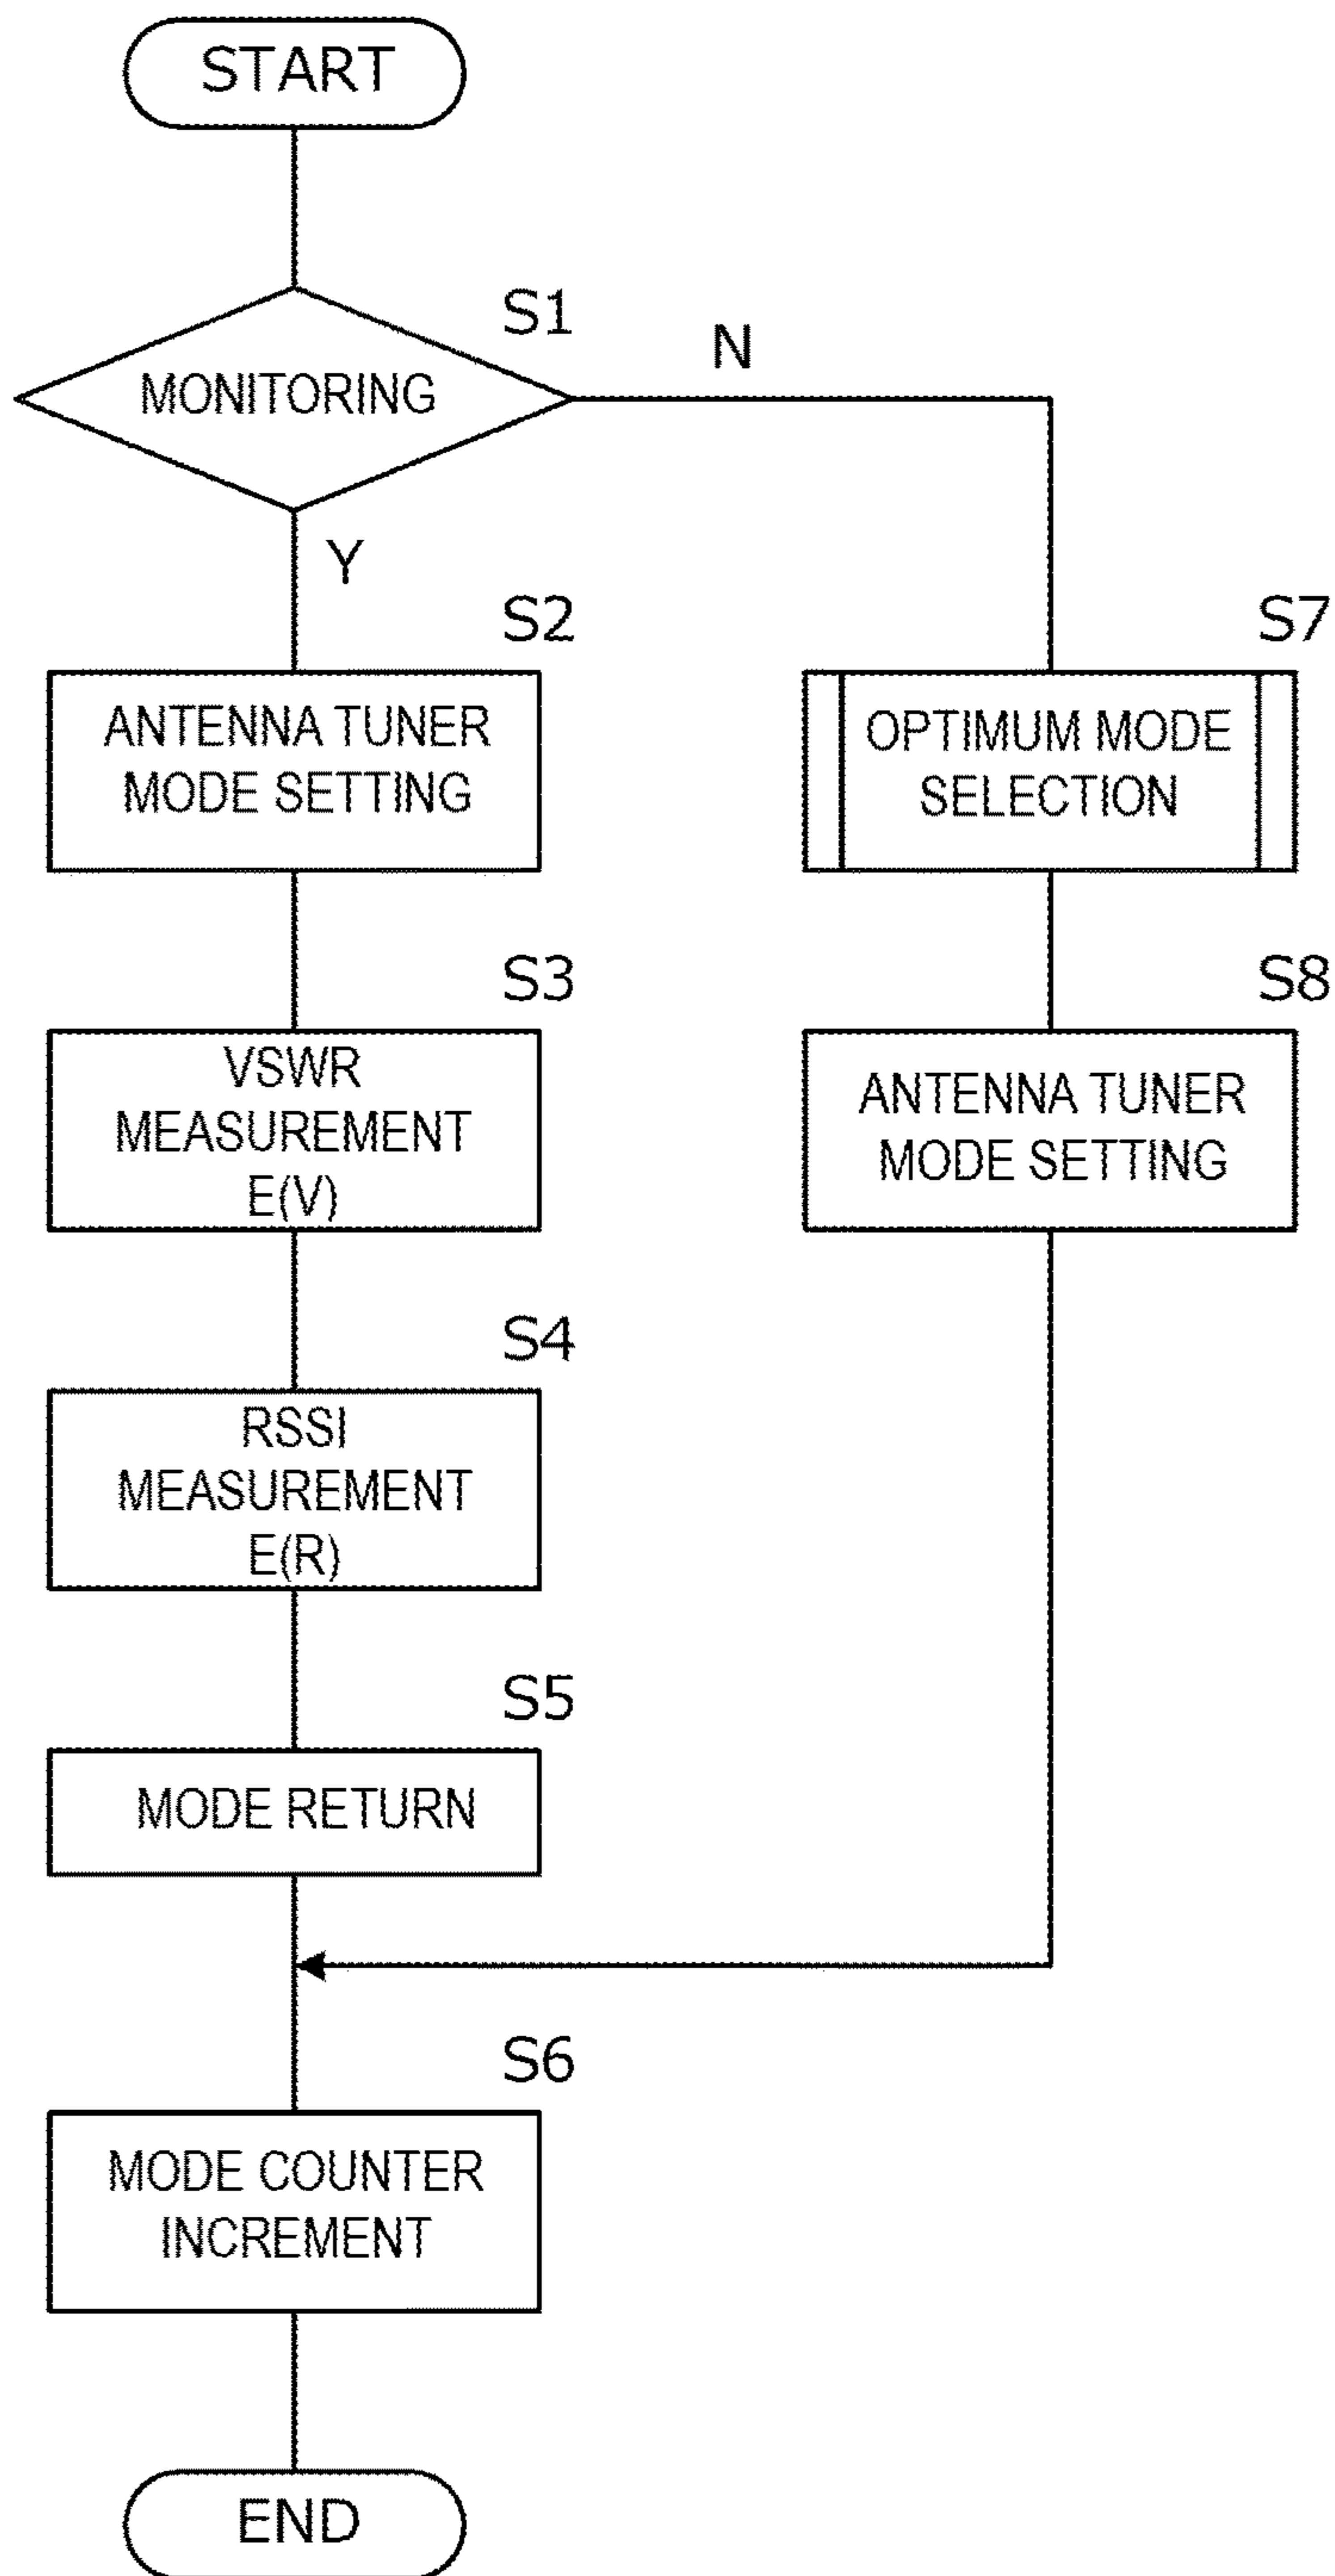 START
S1
MONITORING
N
Y
S2
ANTENNA TUNER
MODE SETTING
S3
VSWR
MEASUREMENT
E(V)
S4
RSSI
MEASUREMENT
E(R)
S5
MODE RETURN
S7
OPTIMUM MODE
SELECTION
S8
ANTENNA TUNER
MODE SETTING
S6
MODE COUNTER
INCREMENT
END